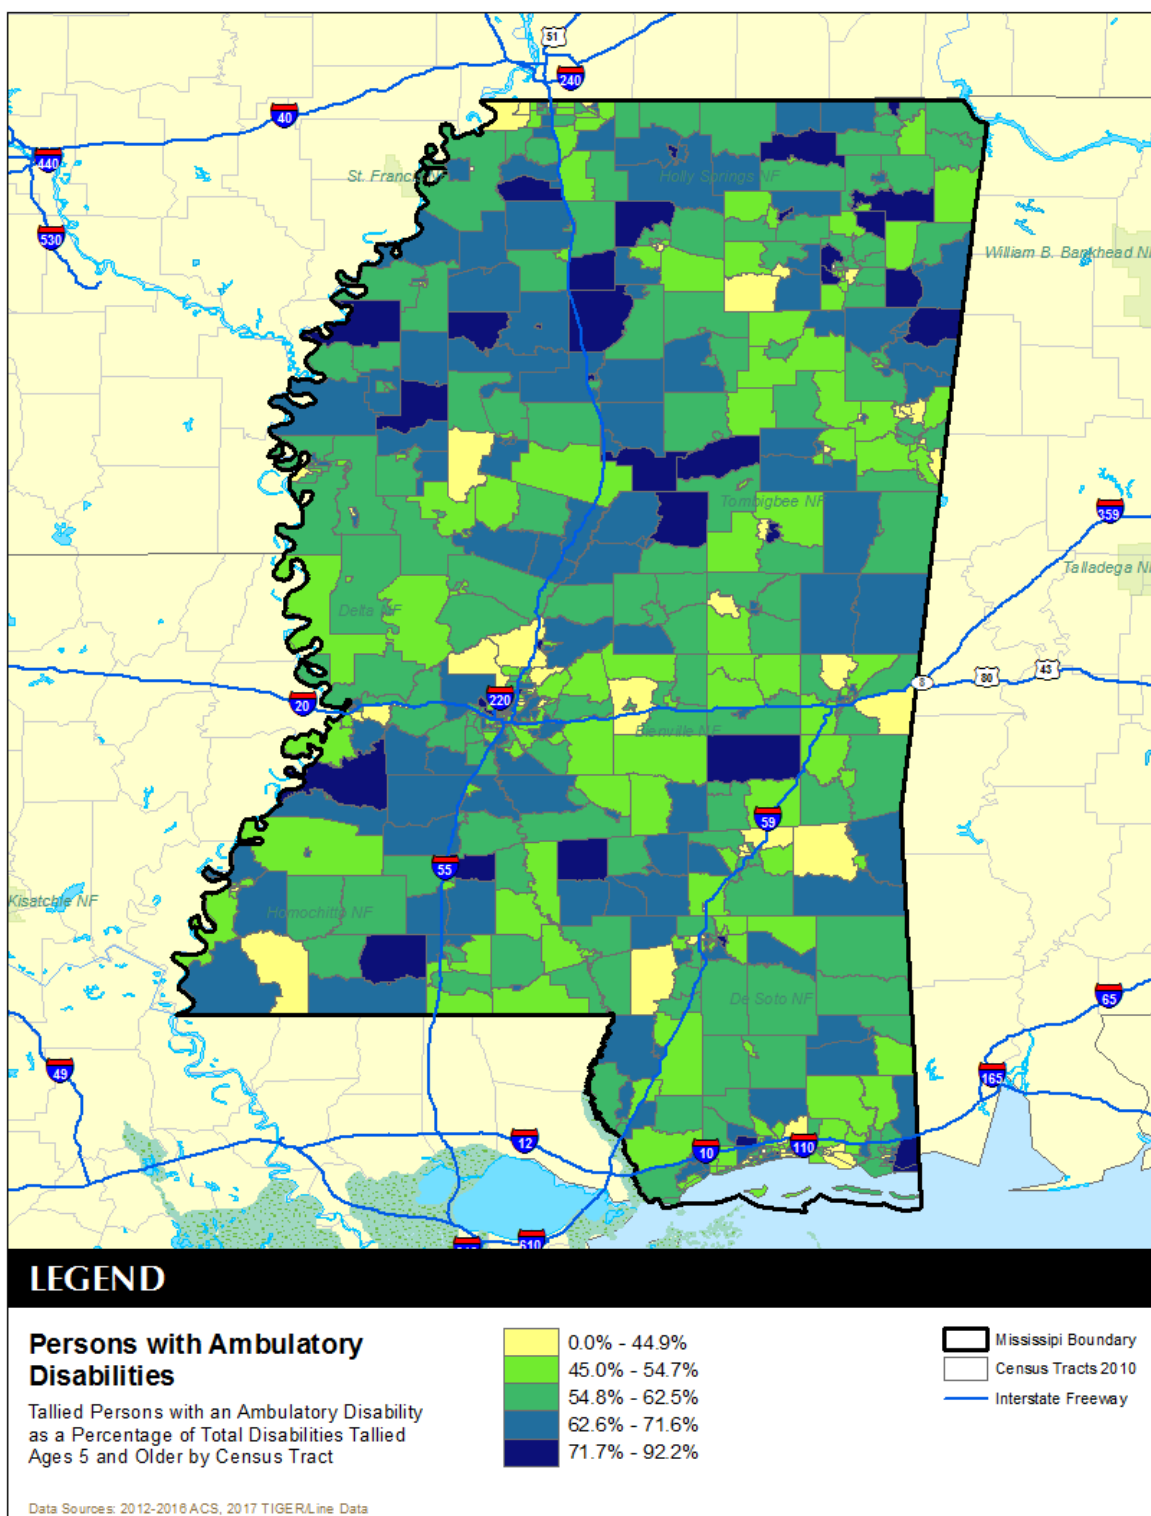 51
240
40
440
St. Francis NF
Holly Springs NF
530
William B. Bankhead NF
359
Tombigbee NF
Talladega NF
Delta NF
8
80
43
20
220
Bienville NF
59
55
Kisatchie NF
Homochitto NF
De Soto NF
65
49
165
12
10
110
610
LEGEND
Persons with Ambulatory
Disabilities
Tallied Persons with an Ambulatory Disability
as a Percentage of Total Disabilities Tallied
Ages 5 and Older by Census Tract
0.0% - 44.9%
45.0% - 54.7%
54.8% - 62.5%
62.6% - 71.6%
71.7% - 92.2%
Mississipi Boundary
Census Tracts 2010
Interstate Freeway
Data Sources: 2012-2016 ACS, 2017 TIGER/Line Data